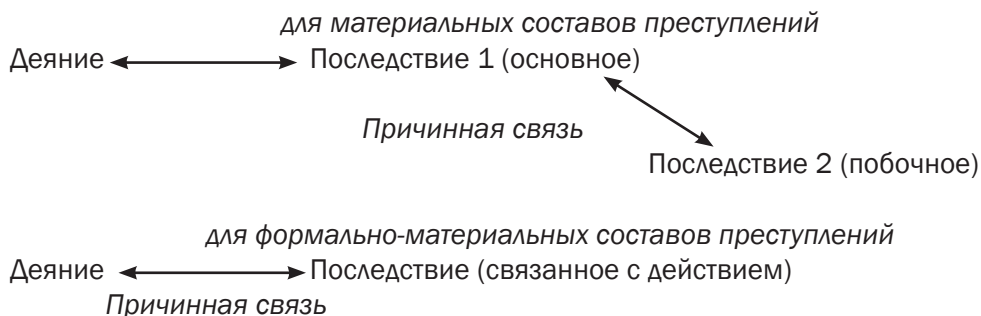 для материальных составов преступлений
Деяние Последствие 1 (основное)
Причинная связь
Последствие 2 (побочное)
для формально-материальных составов преступлений
Деяние Последствие (связанное с действием)
Причинная связь